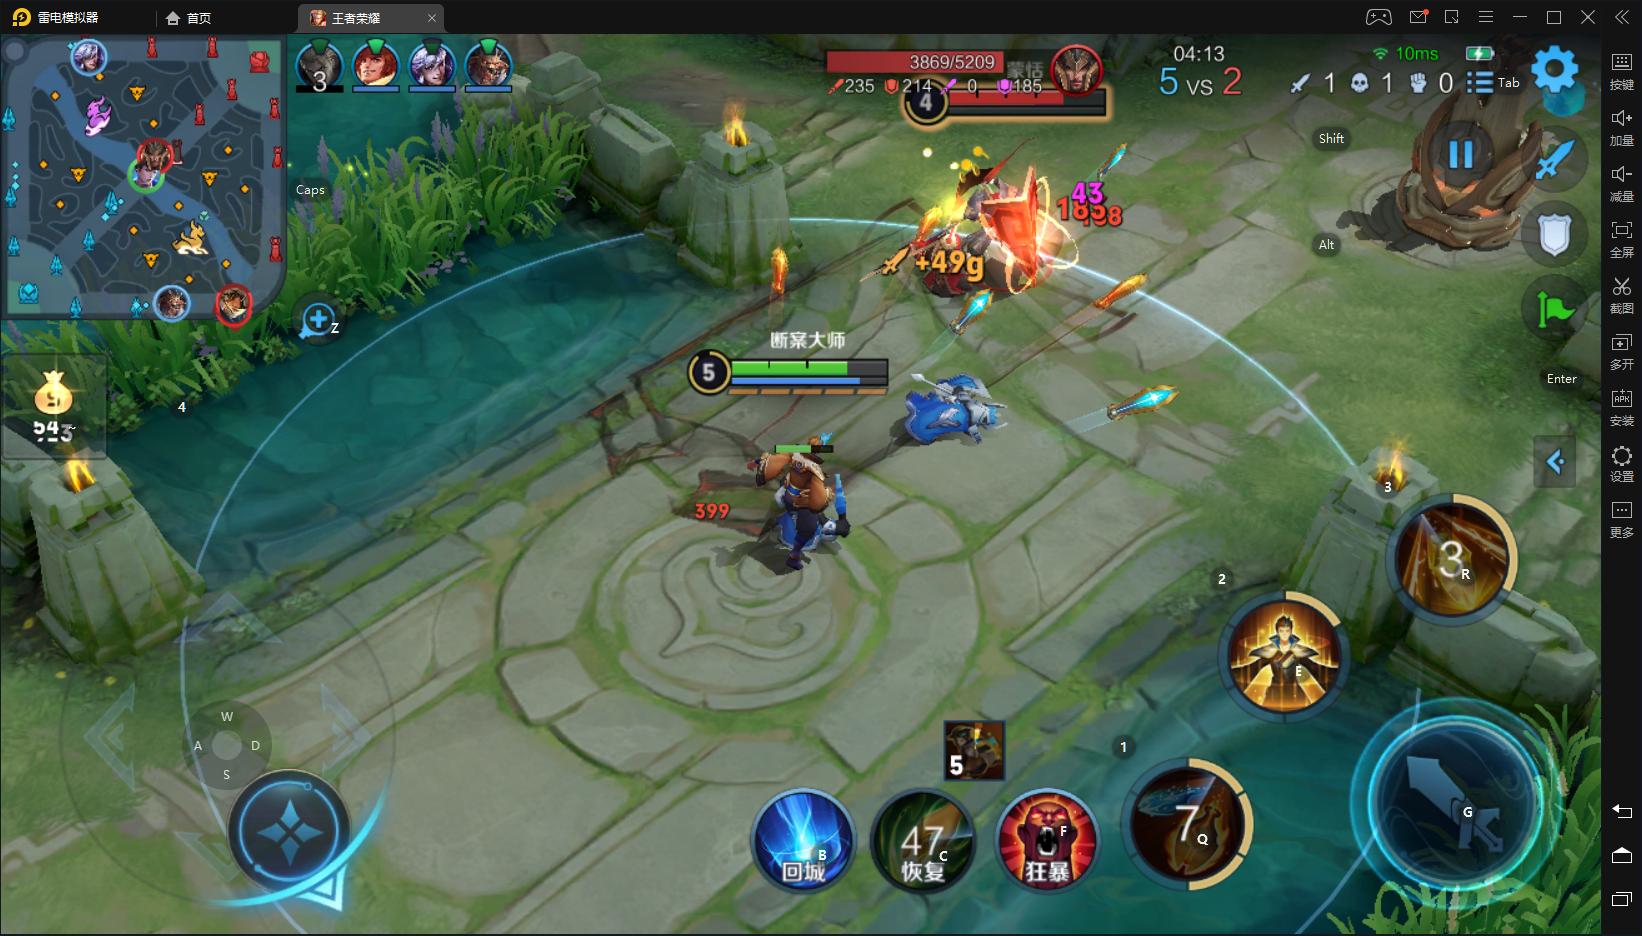 雷电模拟器
首页
王者荣耀
3
3869/5209
蒙恬
235
214
0
185
4
04:13
5 vs 2
10ms
1
1
0
Tab
按键
加量
减量
全屏
截图
多开
安装
设置
更多
Shift
Caps
Alt
43
+49g
Z
断案大师
5
Enter
4
399
3
3
R
2
E
W
A
D
S
1
5
7
Q
G
B
回城
47
C
恢复
F
狂暴